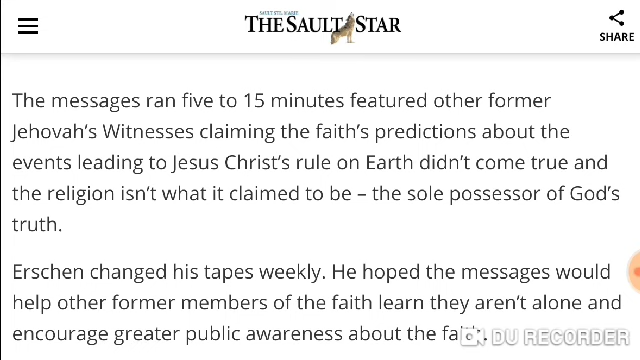 SAULT STE. MARIE
THE SAULT STAR
SHARE
The messages ran five to 15 minutes featured other former
Jehovah's Witnesses claiming the faith's predictions about the
events leading to Jesus Christ's rule on Earth didn't come true and
the religion isn't what it claimed to be – the sole possessor of God's
truth.
Erschen changed his tapes weekly. He hoped the messages would
help other former members of the faith learn they aren't alone and
encourage greater public awareness about the faith.
DU RECORDER